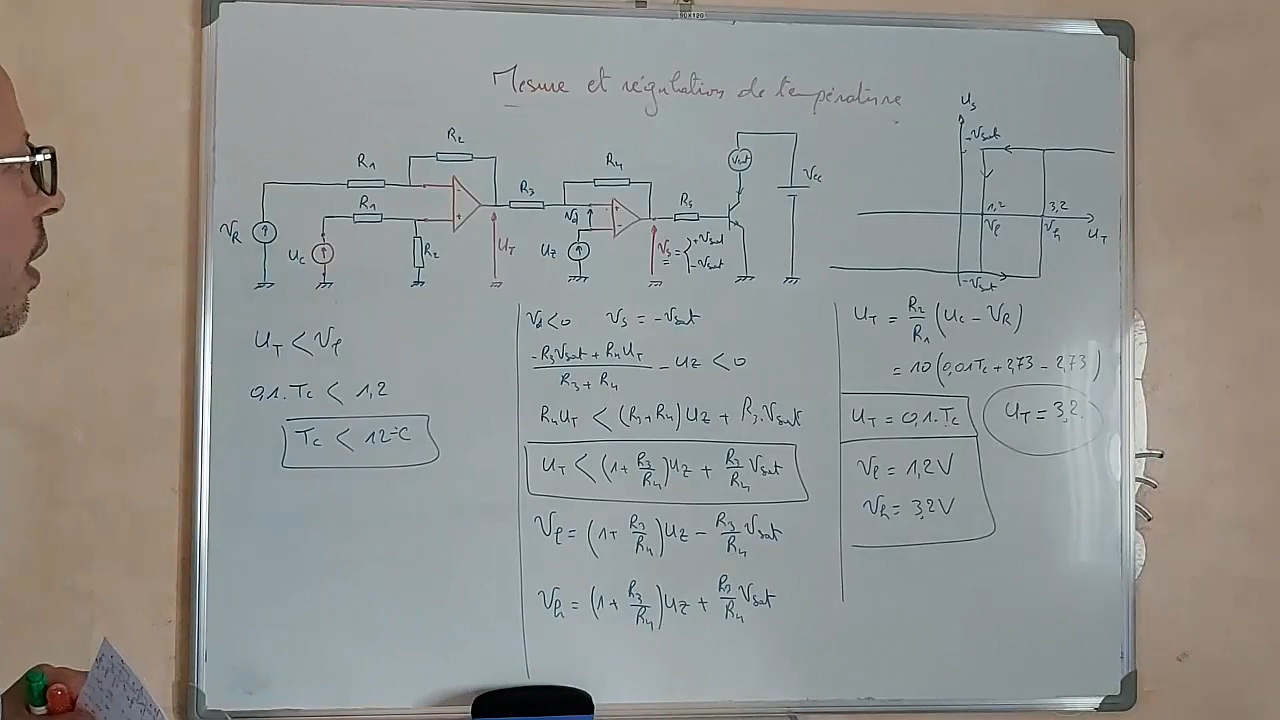 90X120
Mesure et régulation de température
R1
R2
R1
R2
VR
Uc
UT
R3
R4
Vd
Uz
Vs = { +Vsat
-Vsat
R5
Vcc
Us
Vsat
1,2
3,2
Vl
Vh
UT
-Vsat
UT < Vl
0,1.Tc < 1,2
Tc < 12°C
Vd < 0 Vs = -Vsat
(-R3Vsat + R4UT)/(R3 + R4) - Uz < 0
R4UT < (R3+R4)Uz + R3.Vsat
UT < (1+R3/R4)Uz + R3/R4 Vsat
Vl = (1+ R3/R4)Uz - R3/R4 Vsat
Vh = (1+ R3/R4)Uz + R3/R4 Vsat
UT = R2/R1 (Uc - VR)
= 10(0,01Tc + 2,73 - 2,73)
UT = 0,1.Tc
UT = 3,2
Vl = 1,2V
Vh = 3,2V